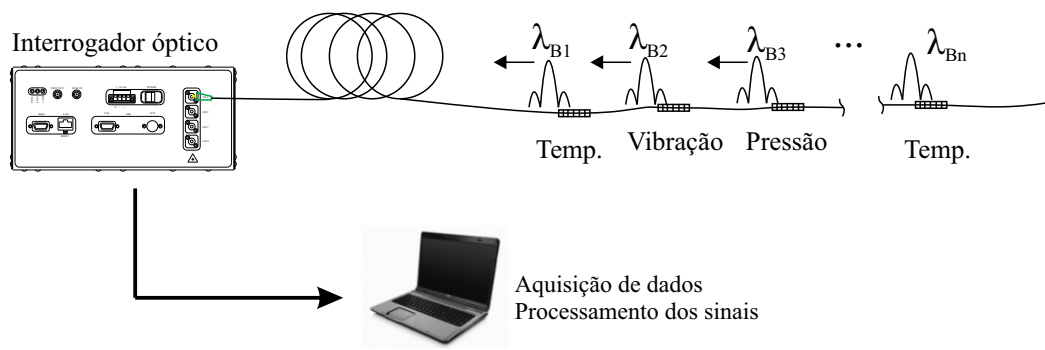 Interrogador óptico
λB1
λB2
λB3
...
λBn
Temp.
Vibração
Pressão
Temp.
Aquisição de dados
Processamento dos sinais